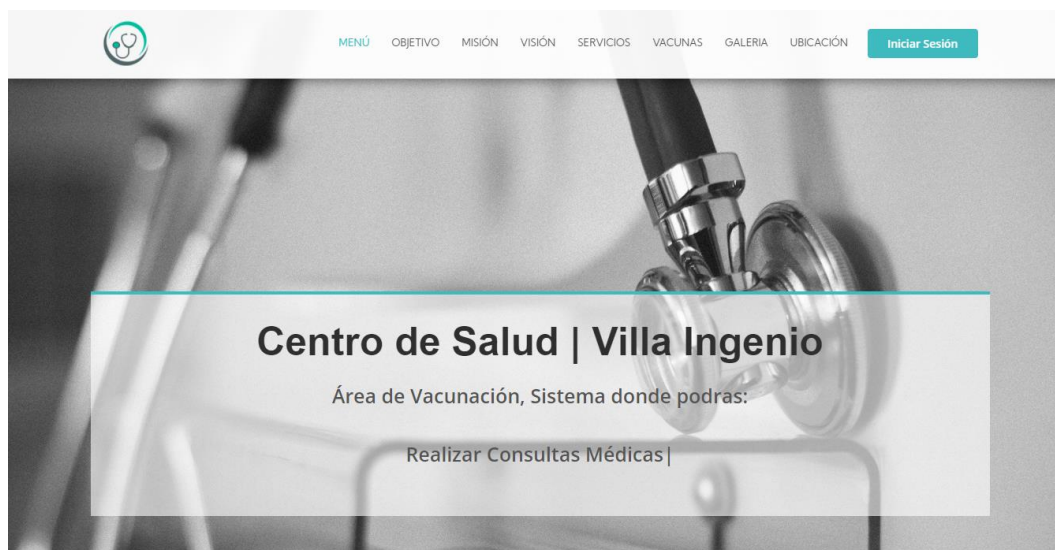 MENÚ OBJETIVO MISIÓN VISIÓN SERVICIOS VACUNAS GALERIA UBICACIÓN Iniciar Sesión
Centro de Salud | Villa Ingenio
Área de Vacunación, Sistema donde podras:
Realizar Consultas Médicas|